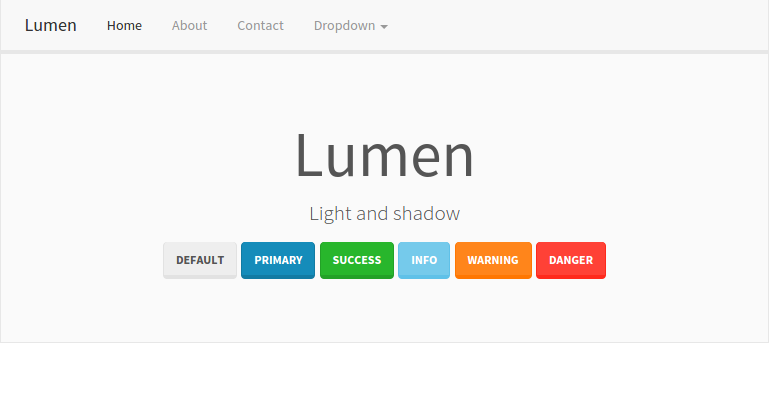 Lumen Home About Contact Dropdown
Lumen
Light and shadow
DEFAULT PRIMARY SUCCESS INFO WARNING DANGER